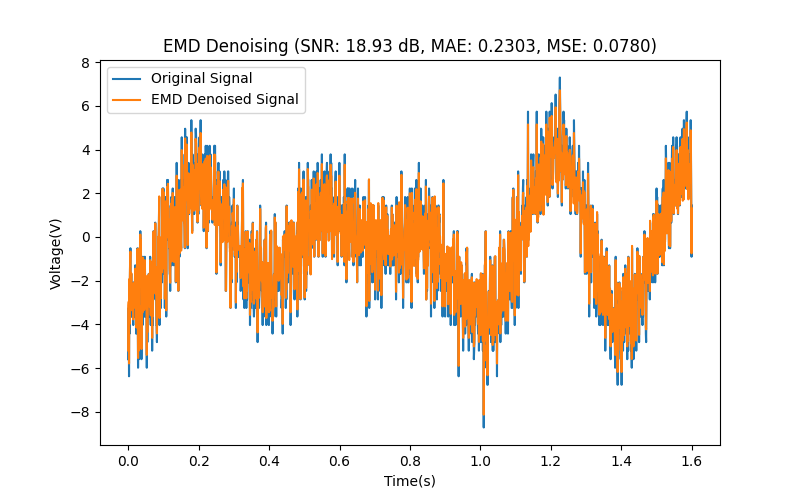 EMD Denoising (SNR: 18.93 dB, MAE: 0.2303, MSE: 0.0780)
Original Signal
EMD Denoised Signal
8
6
4
2
0
−2
−4
−6
−8
Voltage(V)
0.0 0.2 0.4 0.6 0.8 1.0 1.2 1.4 1.6
Time(s)